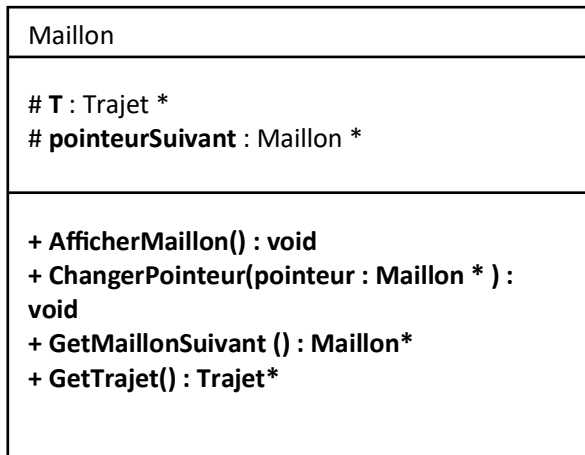 Maillon
# T : Trajet *
# pointeurSuivant : Maillon *
+ AfficherMaillon() : void
+ ChangerPointeur(pointeur : Maillon * ) :
void
+ GetMaillonSuivant () : Maillon*
+ GetTrajet() : Trajet*